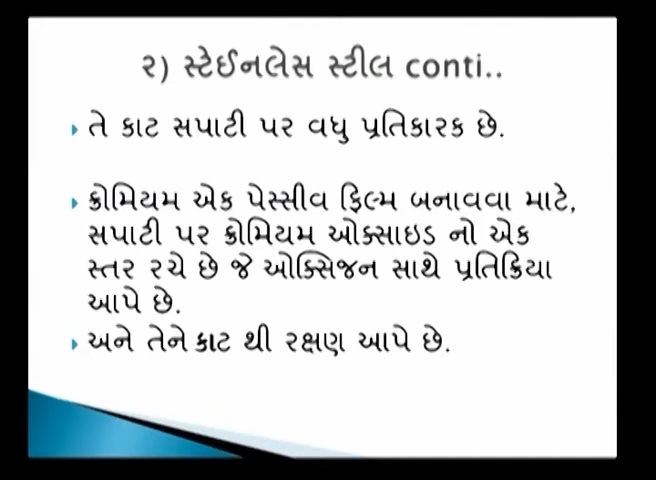 ૨) સ્ટેઈનલેસ સ્ટીલ conti..
તે કાટ સપાટી પર વધુ પ્રતિકારક છે.
ક્રોમિયમ એક પેસ્સીવ ફિલ્મ બનાવવા માટે,
સપાટી પર ક્રોમિયમ ઓક્સાઇડ નો એક
સ્તર રચે છે જે ઓક્સિજન સાથે પ્રતિક્રિયા
આપે છે.
અને તેને કાટ થી રક્ષણ આપે છે.